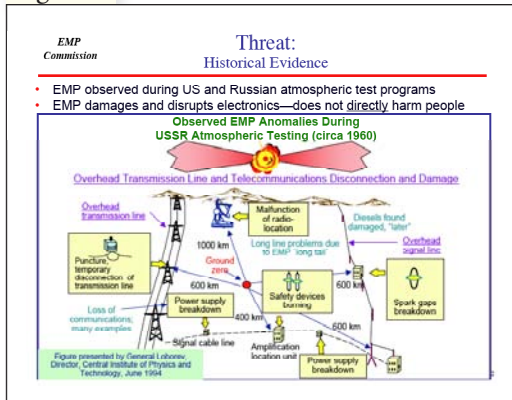 EMP
Commission
Threat:
Historical Evidence
• EMP observed during US and Russian atmospheric test programs
• EMP damages and disrupts electronics—does not directly harm people
Observed EMP Anomalies During
USSR Atmospheric Testing (circa 1960)
Overhead Transmission Line and Telecommunications Disconnection and Damage
Overhead
transmission line
Malfunction
of radio-
location
Diesels found
damaged, "later"
1000 km
Long line problems due
to EMP "long tail"
Overhead
signal line
Puncture,
temporary
disconnection of
transmission line
Ground
zero
600 km
600 km
Safety devices
burning
Spark gaps
breakdown
Power supply
breakdown
Loss of
communications;
many examples
400 km
600 km
Signal cable line
Amplification
location unit
Power supply
breakdown
Figure presented by General Loborev,
Director, Central Institute of Physics and
Technology, June 1994